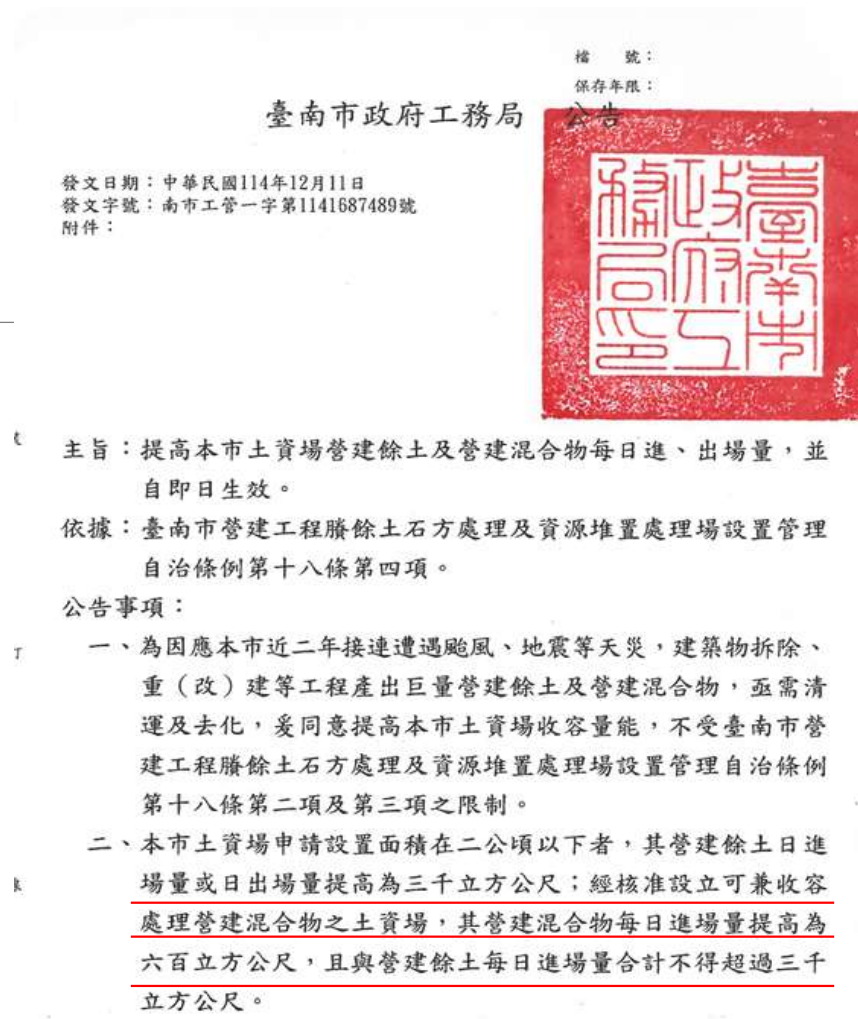 檔　　號：
保存年限：
臺南市政府工務局　公告
臺南市政府工務局印
發文日期：中華民國114年12月11日
發文字號：南市工管一字第1141687489號
附件：
主旨：提高本市土資場營建餘土及營建混合物每日進、出場量，並
自即日生效。
依據：臺南市營建工程賸餘土石方處理及資源堆置處理場設置管理
自治條例第十八條第四項。
公告事項：
一、為因應本市近二年接連遭遇颱風、地震等天災，建築物拆除、
重（改）建等工程產出巨量營建餘土及營建混合物，亟需清
運及去化，爰同意提高本市土資場收容量能，不受臺南市營
建工程賸餘土石方處理及資源堆置處理場設置管理自治條例
第十八條第二項及第三項之限制。
二、本市土資場申請設置面積在二公頃以下者，其營建餘土日進
場量或日出場量提高為三千立方公尺；經核准設立可兼收容
處理營建混合物之土資場，其營建混合物每日進場量提高為
六百立方公尺，且與營建餘土每日進場量合計不得超過三千
立方公尺。
訂